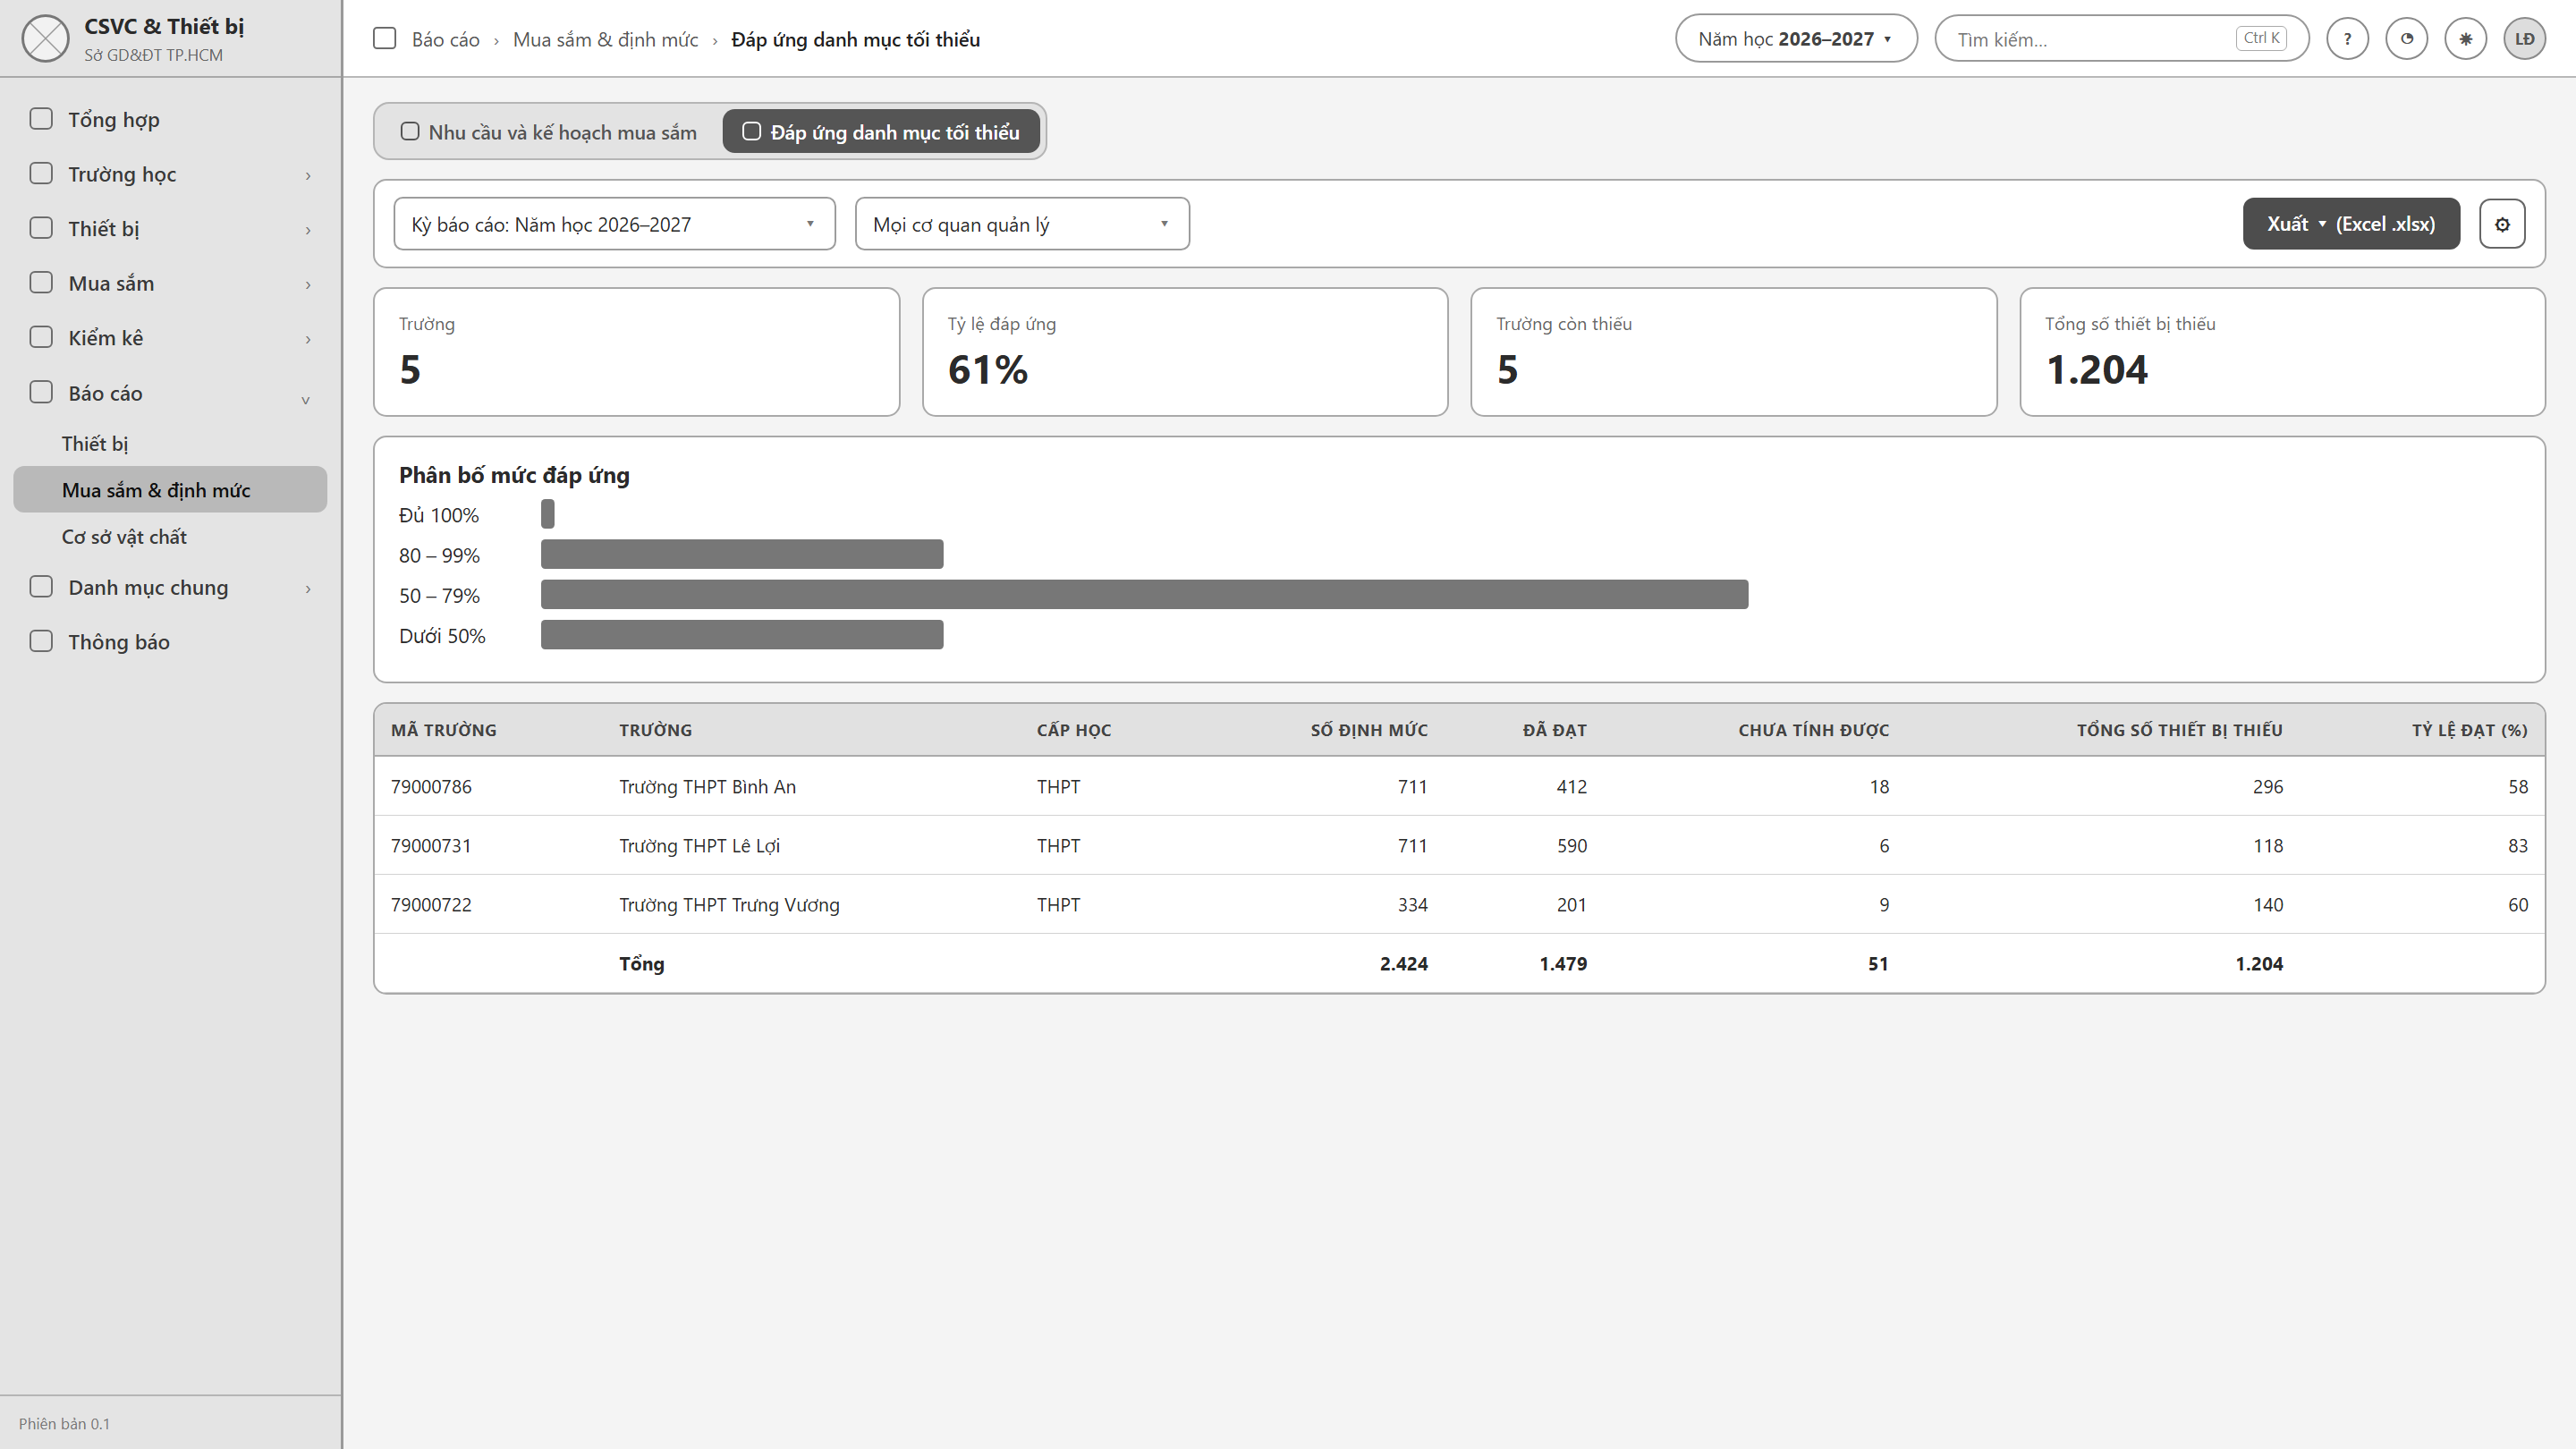 CSVC & Thiết bị
Sở GD&ĐT TP.HCM
Báo cáo › Mua sắm & định mức › Đáp ứng danh mục tối thiểu
Năm học 2026–2027 ▾
Tìm kiếm... Ctrl K
?
LĐ
Tổng hợp
Trường học ›
Thiết bị ›
Mua sắm ›
Kiểm kê ›
Báo cáo ˅
Thiết bị
Mua sắm & định mức
Cơ sở vật chất
Danh mục chung ›
Thông báo
Phiên bản 0.1
Nhu cầu và kế hoạch mua sắm
Đáp ứng danh mục tối thiểu
Kỳ báo cáo: Năm học 2026–2027 ▾
Mọi cơ quan quản lý ▾
Xuất ▾ (Excel .xlsx)
Trường
5
Tỷ lệ đáp ứng
61%
Trường còn thiếu
5
Tổng số thiết bị thiếu
1.204
Phân bố mức đáp ứng
Đủ 100%
80 – 99%
50 – 79%
Dưới 50%
MÃ TRƯỜNG TRƯỜNG CẤP HỌC SỐ ĐỊNH MỨC ĐÃ ĐẠT CHƯA TÍNH ĐƯỢC TỔNG SỐ THIẾT BỊ THIẾU TỶ LỆ ĐẠT (%)
79000786 Trường THPT Bình An THPT 711 412 18 296 58
79000731 Trường THPT Lê Lợi THPT 711 590 6 118 83
79000722 Trường THPT Trưng Vương THPT 334 201 9 140 60
Tổng 2.424 1.479 51 1.204